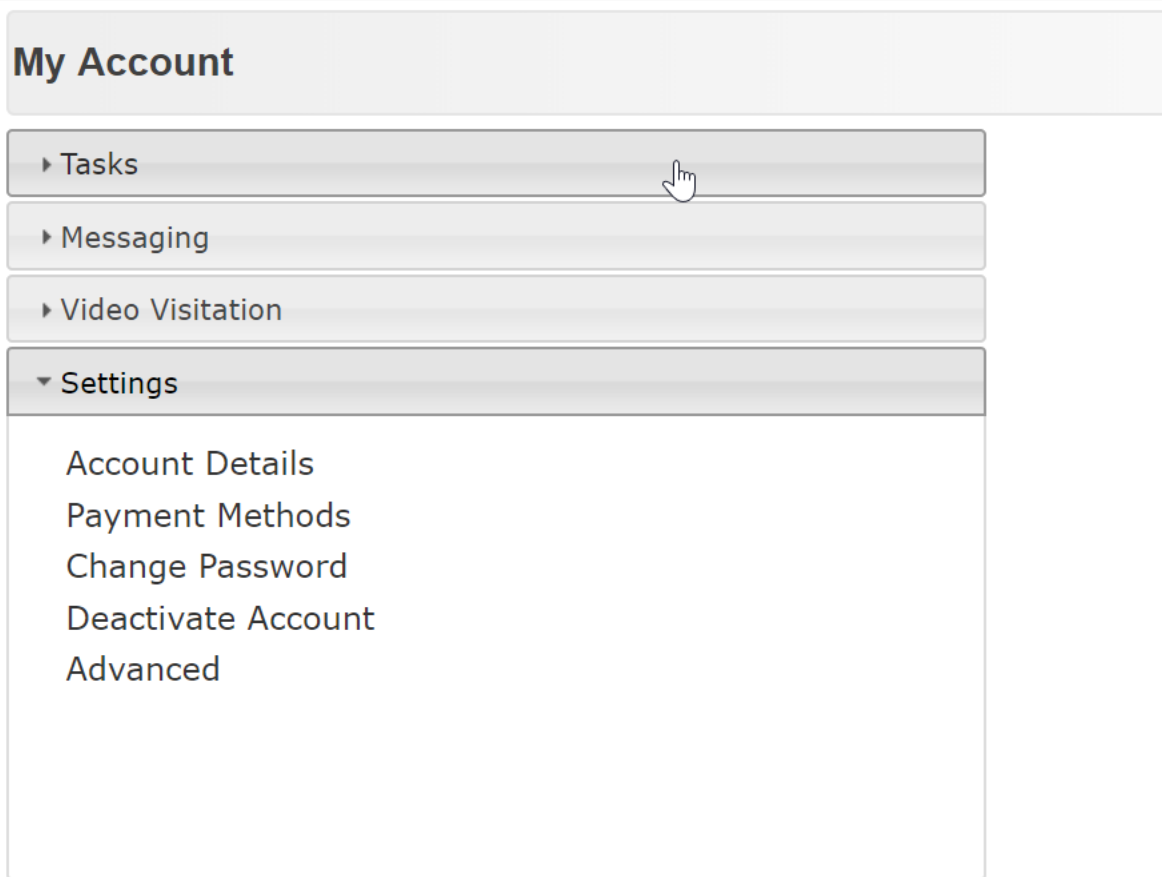 My Account
Tasks
Messaging
Video Visitation
Settings
Account Details
Payment Methods
Change Password
Deactivate Account
Advanced